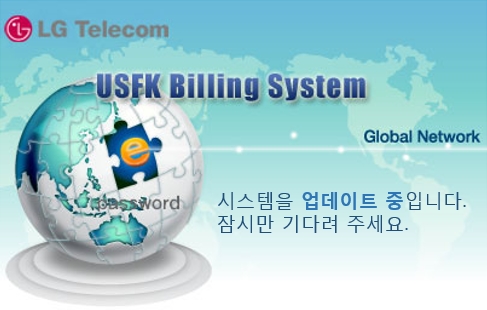 LG Telecom
USFK Billing System
Global Network
e
password
시스템을 업데이트 중입니다.
잠시만 기다려 주세요.